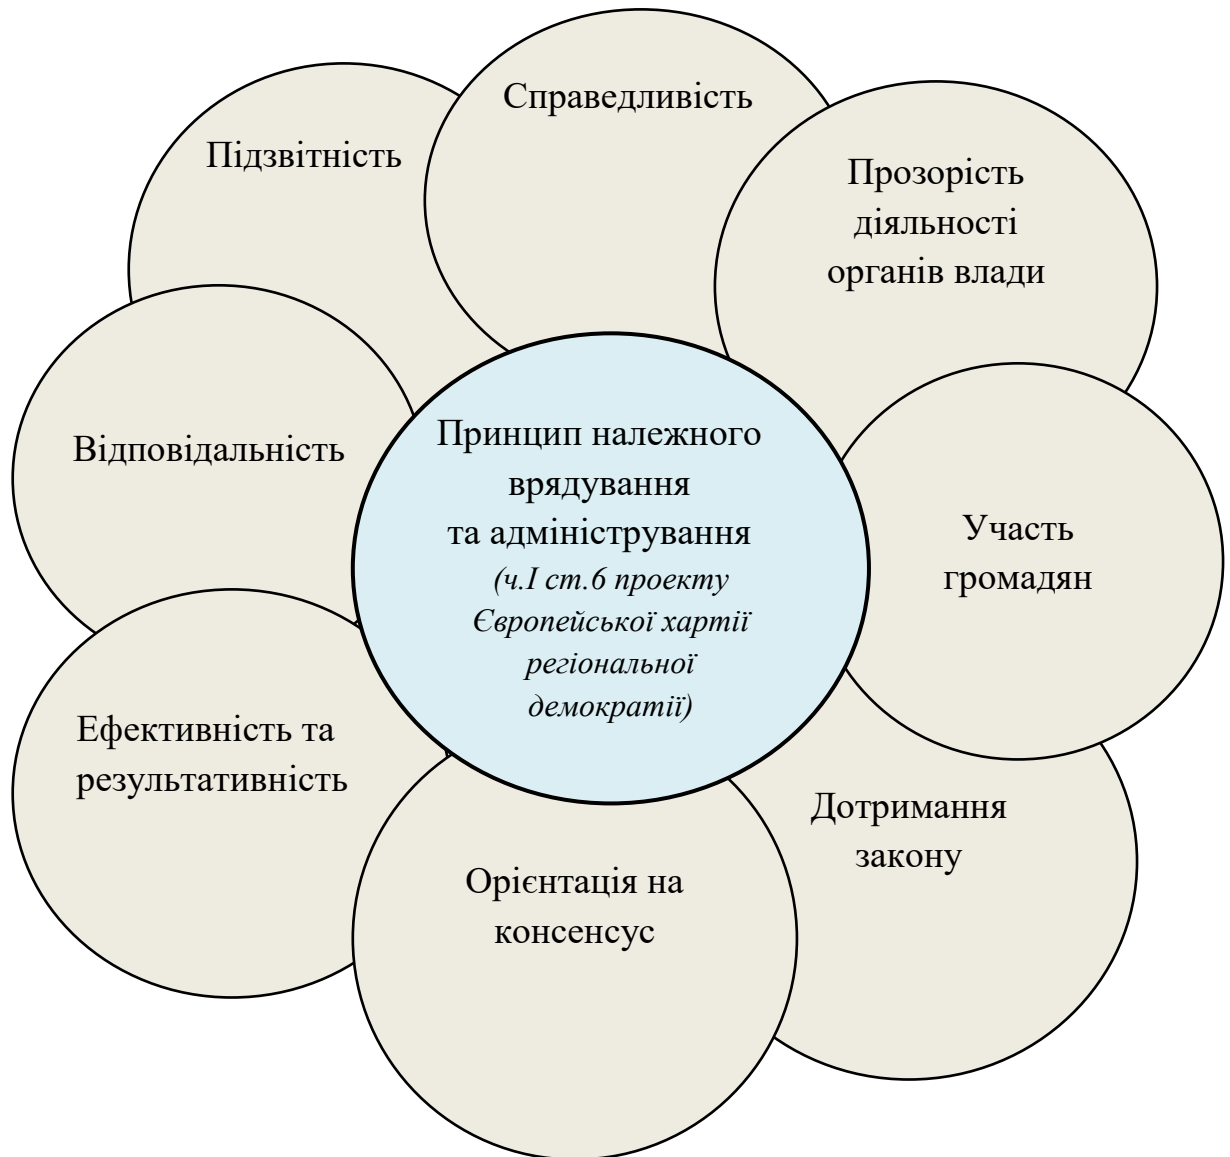 Справедливість
Підзвітність
Прозорість
діяльності
органів влади
Відповідальність
Принцип належного
врядування
та адміністрування
(ч.І ст.6 проекту
Європейської хартії
регіональної
демократії)
Участь
громадян
Ефективність та
результативність
Дотримання
закону
Орієнтація на
консенсус